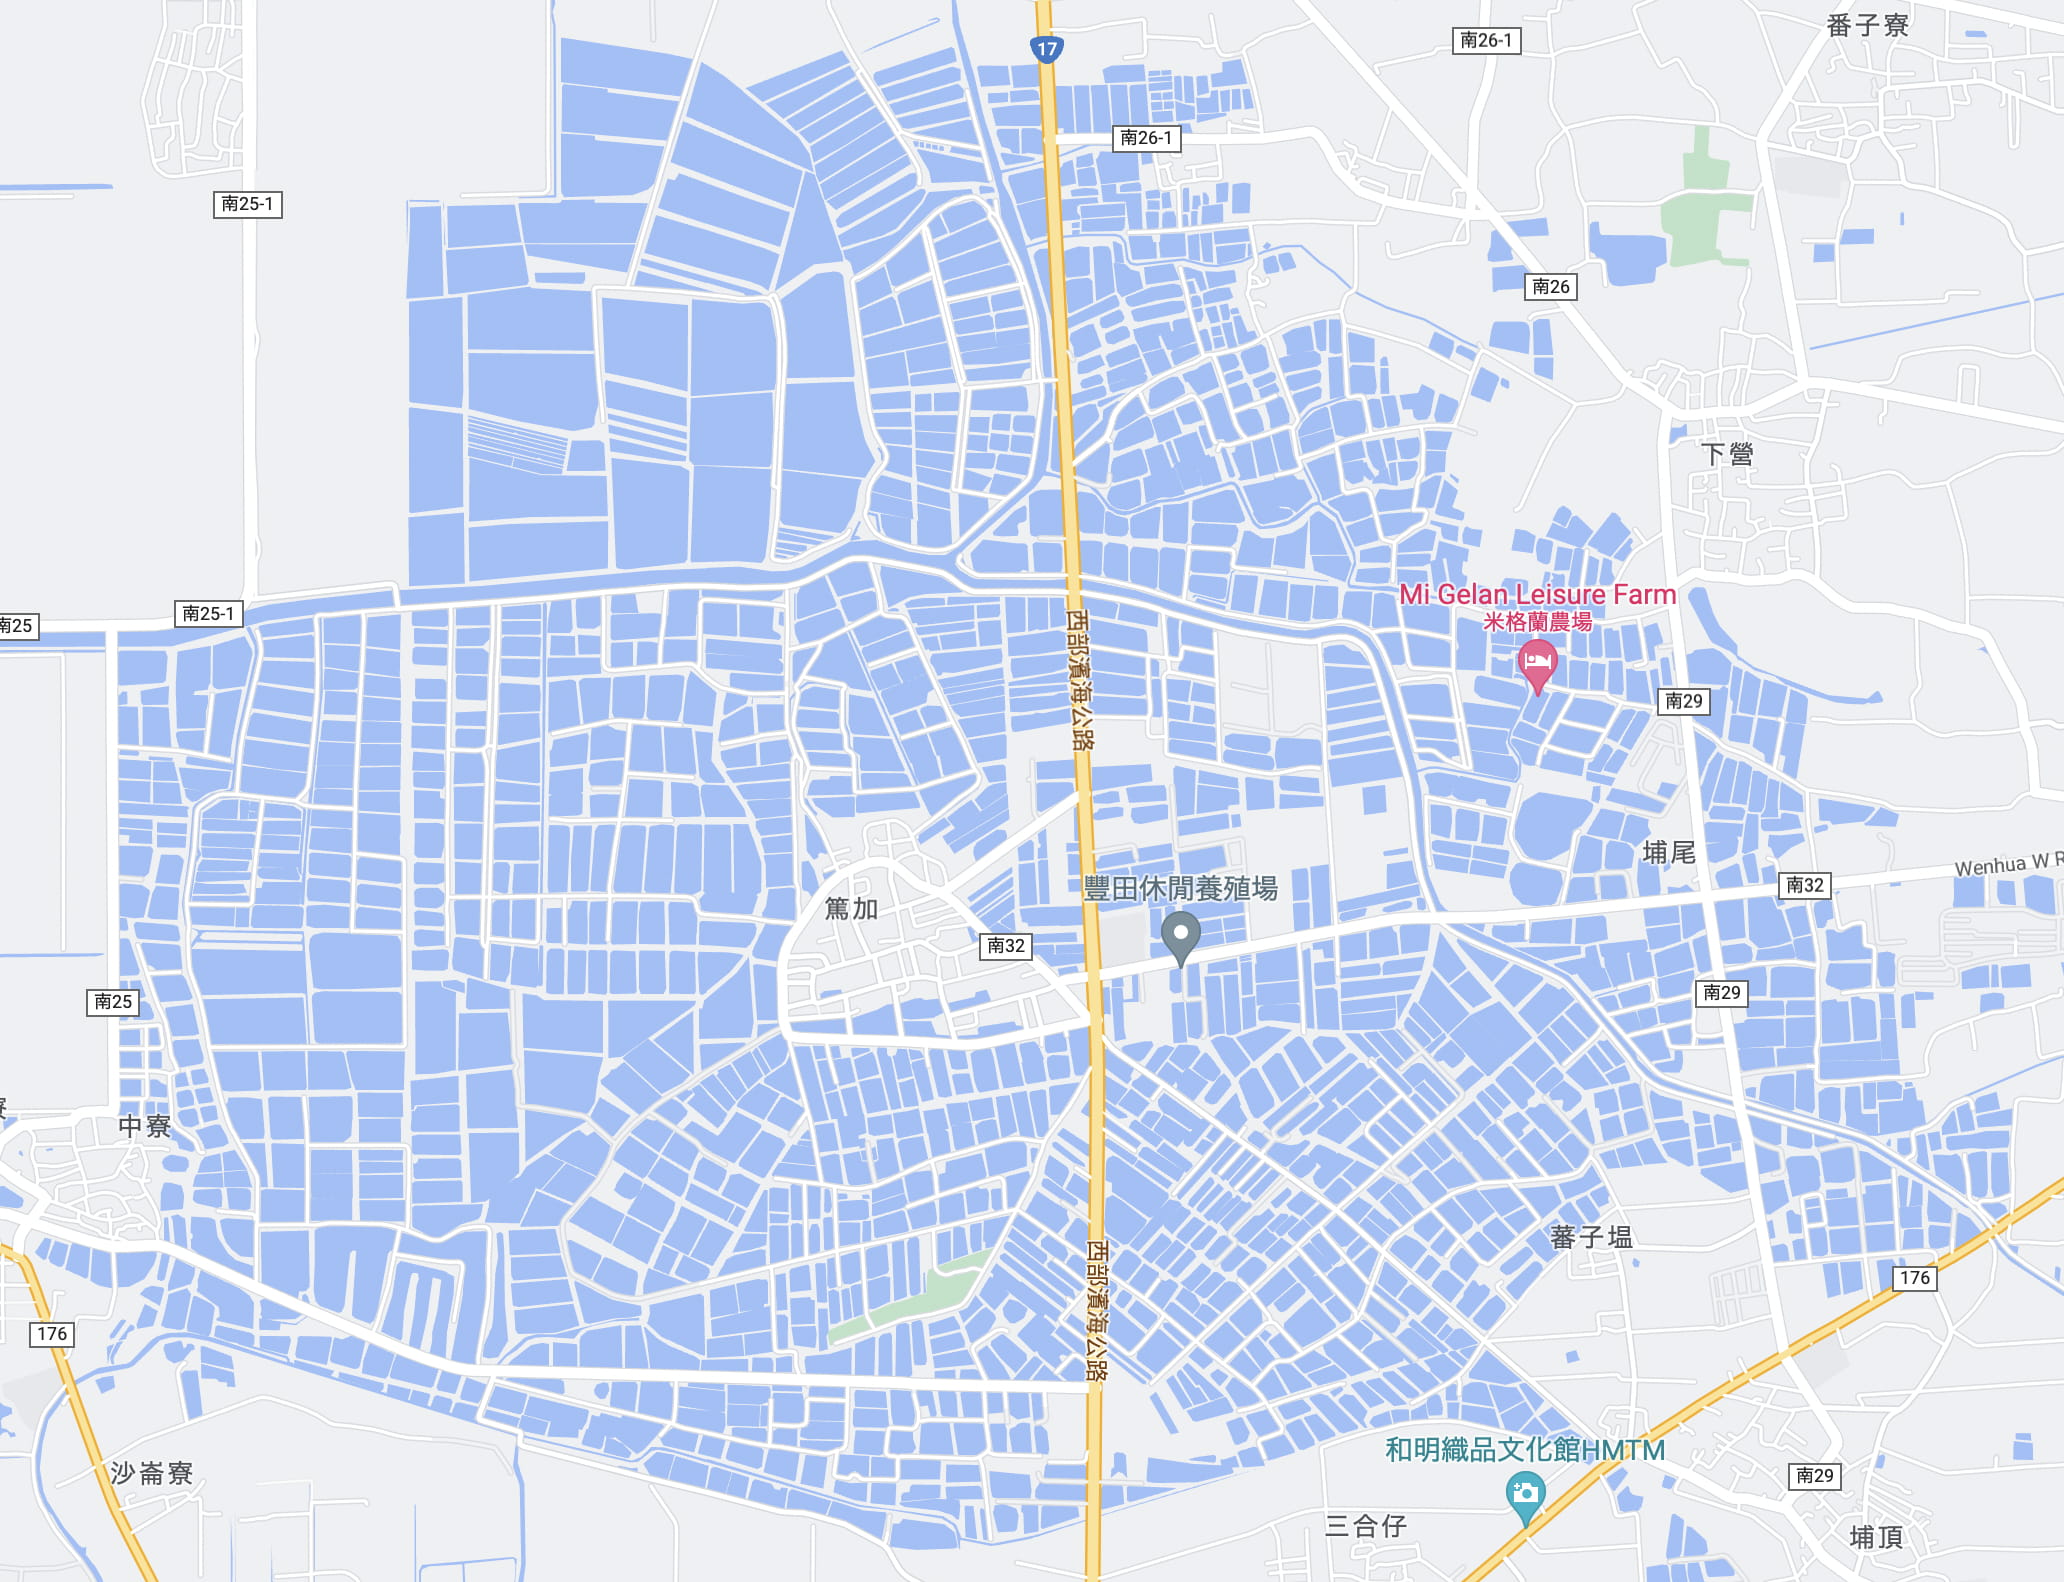 番子寮
17
南26-1
南26-1
南25-1
南26
下營
Mi Gelan Leisure Farm
米格蘭農場
南25
南25-1
西部濱海公路
南29
埔尾
Wenhua W R
南32
豐田休閒養殖場
篤加
南32
南25
南29
中寮
寮
蕃子塭
西部濱海公路
176
176
和明織品文化館HMTM
沙崙寮
南29
三合仔
埔頂